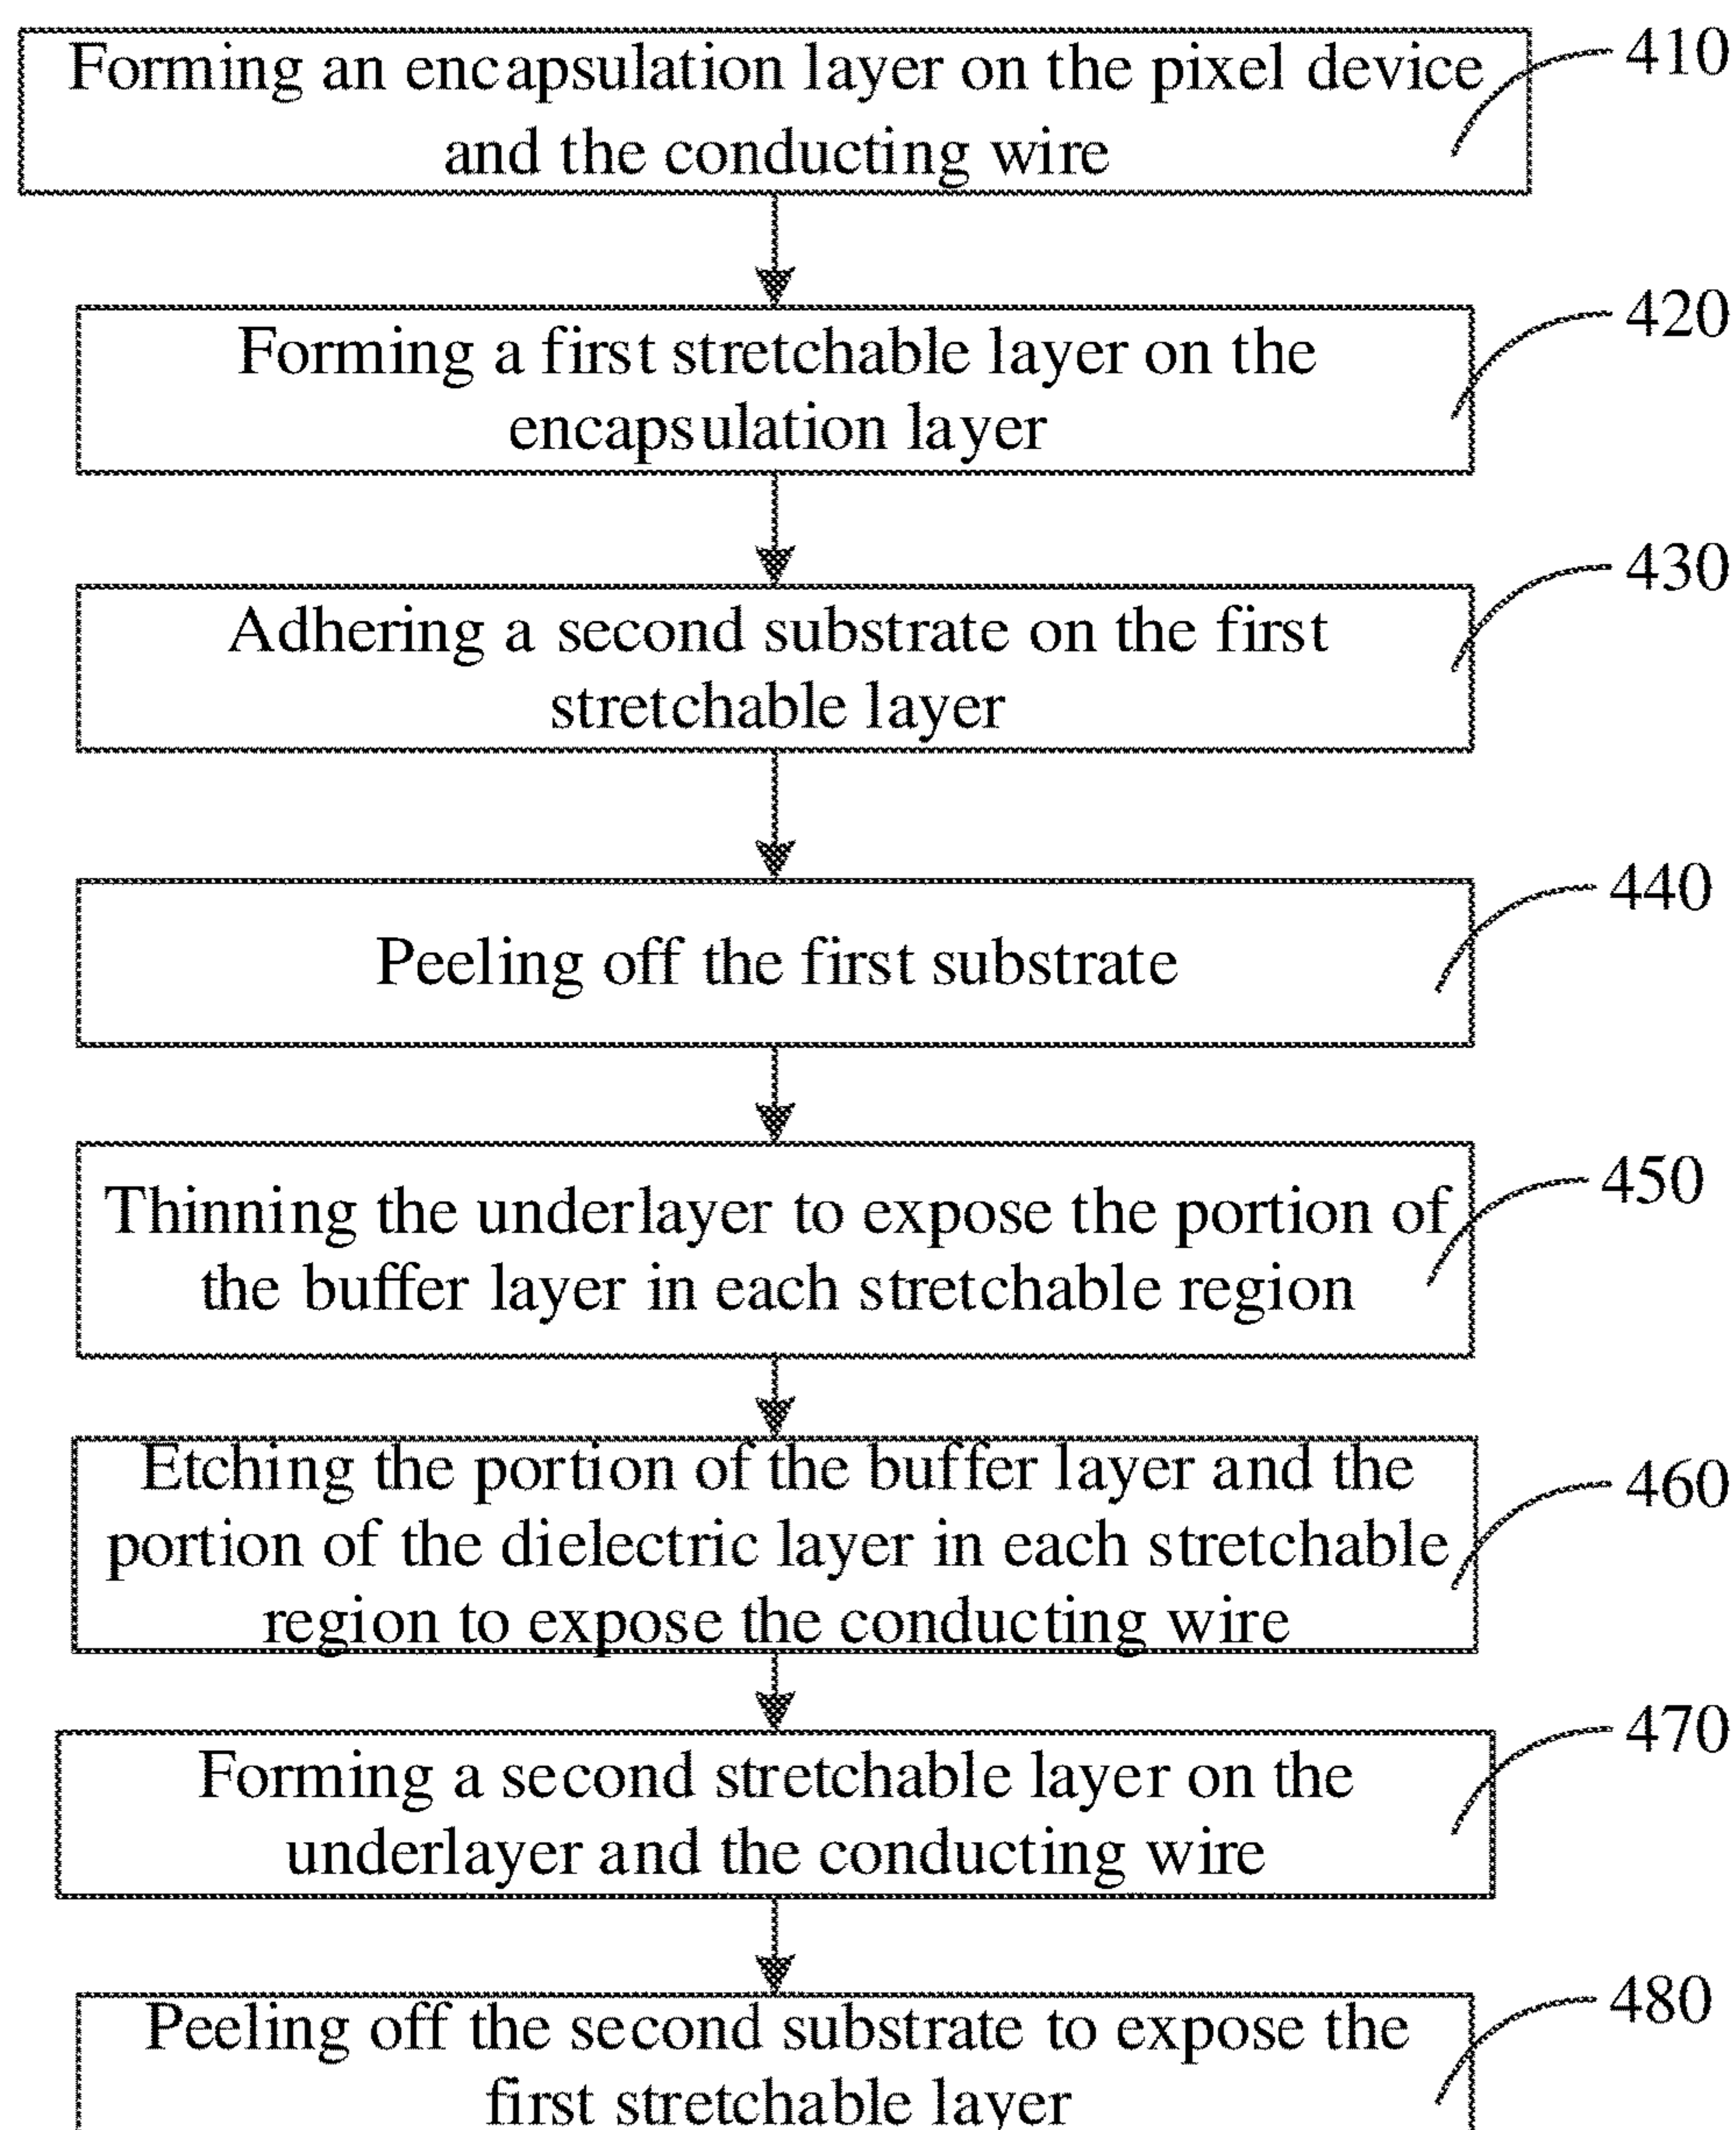 Forming an encapsulation layer on the pixel device
and the conducting wire
410
Forming a first stretchable layer on the
encapsulation layer
420
Adhering a second substrate on the first
stretchable layer
430
Peeling off the first substrate
440
Thinning the underlayer to expose the portion of
the buffer layer in each stretchable region
450
Etching the portion of the buffer layer and the
portion of the dielectric layer in each stretchable
region to expose the conducting wire
460
Forming a second stretchable layer on the
underlayer and the conducting wire
470
Peeling off the second substrate to expose the
first stretchable layer
480